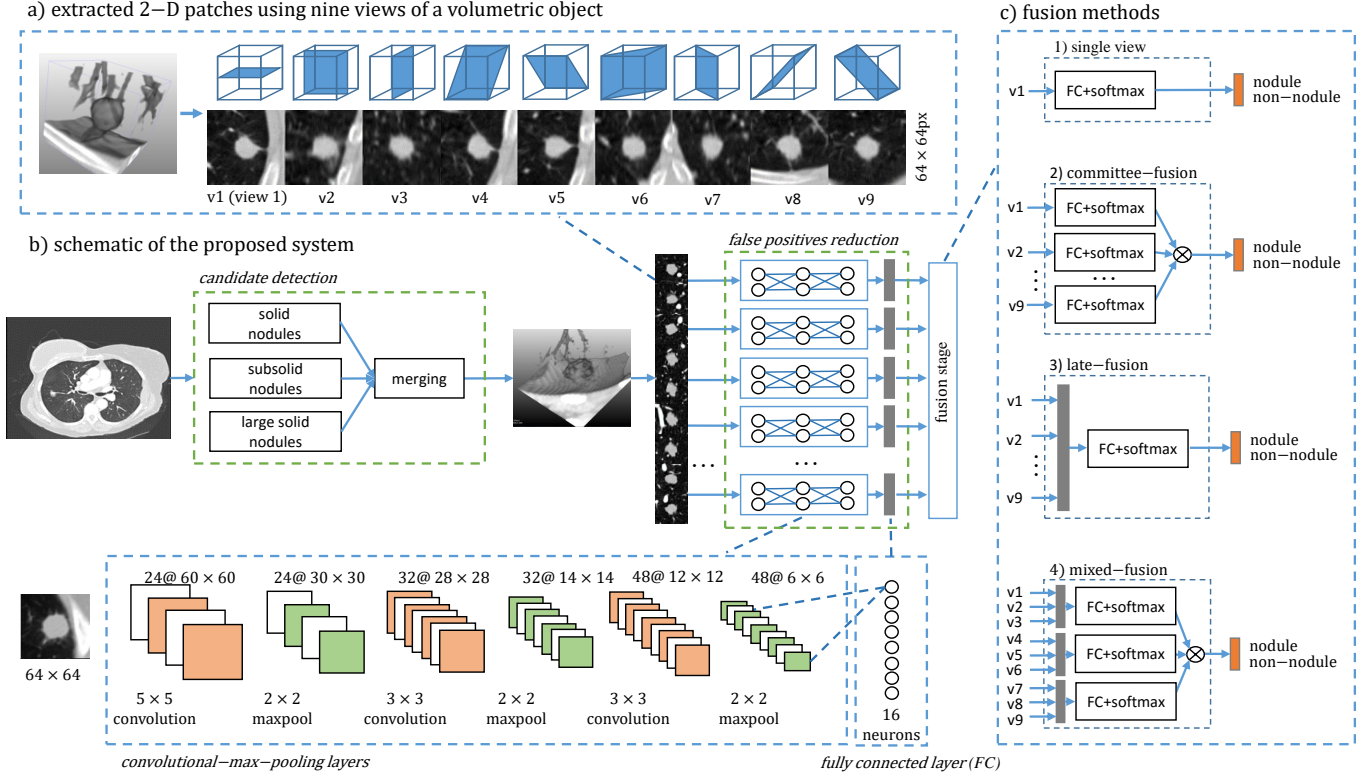 a) extracted 2−D patches using nine views of a volumetric object
64 × 64px
v1 (view 1)
v2
v3
v4
v5
v6
v7
v8
v9
b) schematic of the proposed system
candidate detection
solid
nodules
subsolid
nodules
large solid
nodules
merging
false positives reduction
...
...
fusion stage
64 × 64
24@ 60 × 60
24@ 30 × 30
32@ 28 × 28
32@ 14 × 14
48@ 12 × 12
48@ 6 × 6
5 × 5
convolution
2 × 2
maxpool
3 × 3
convolution
2 × 2
maxpool
3 × 3
convolution
2 × 2
maxpool
16
neurons
convolutional−max−pooling layers
fully connected layer (FC)
c) fusion methods
1) single view
v1
FC+softmax
nodule
non−nodule
2) committee−fusion
v1
FC+softmax
v2
FC+softmax
...
...
v9
FC+softmax
nodule
non−nodule
3) late−fusion
v1
v2
...
v9
FC+softmax
nodule
non−nodule
4) mixed−fusion
v1
v2
v3
FC+softmax
v4
v5
v6
FC+softmax
v7
v8
v9
FC+softmax
nodule
non−nodule